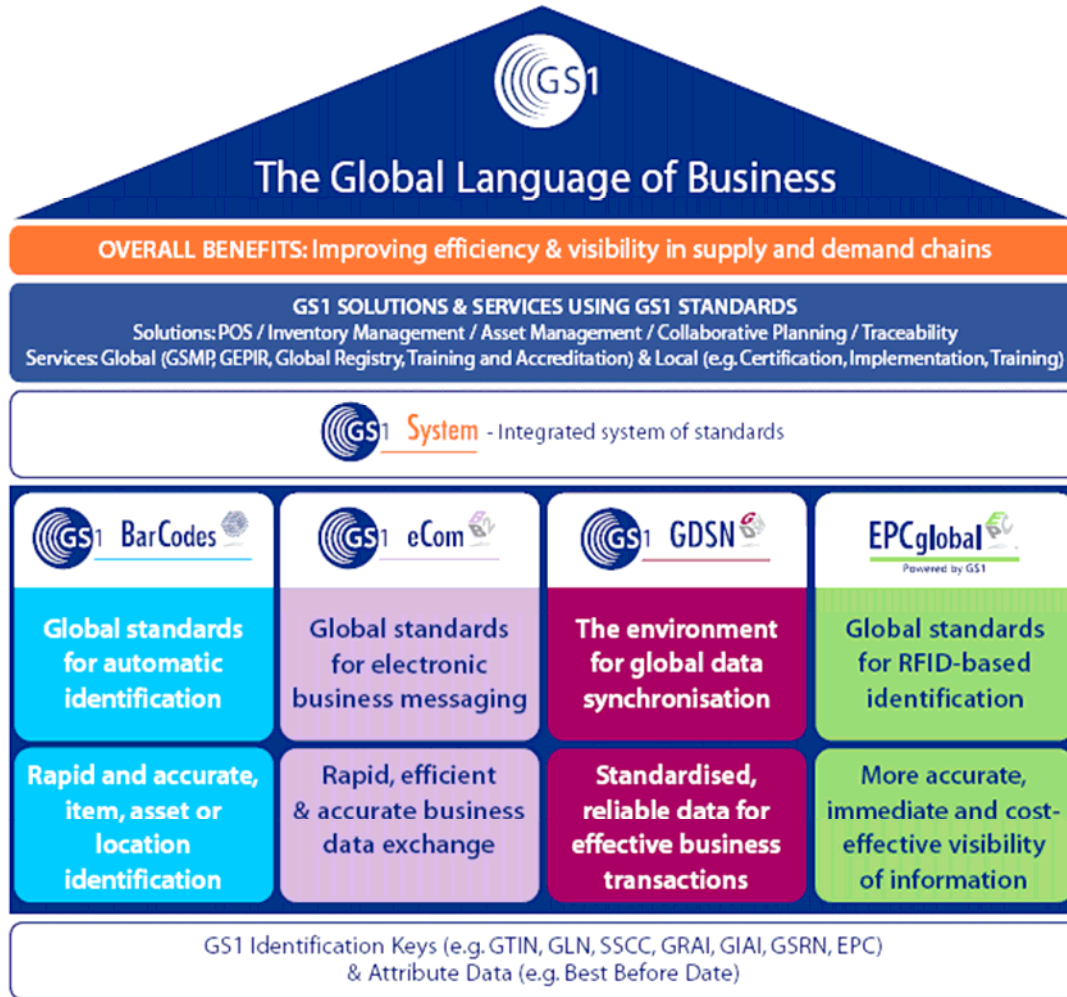 GS1
The Global Language of Business
OVERALL BENEFITS: Improving efficiency & visibility in supply and demand chains
GS1 SOLUTIONS & SERVICES USING GS1 STANDARDS
Solutions: POS / Inventory Management / Asset Management / Collaborative Planning / Traceability
Services: Global (GSMP, GEPIR, Global Registry, Training and Accreditation) & Local (e.g. Certification, Implementation, Training)
GS1 System - Integrated system of standards
GS1 BarCodes
Global standards
for automatic
identification
Rapid and accurate,
item, asset or
location
identification
GS1 eCom
Global standards
for electronic
business messaging
Rapid, efficient
& accurate business
data exchange
GS1 GDSN
The environment
for global data
synchronisation
Standardised,
reliable data for
effective business
transactions
EPCglobal
Powered by GS1
Global standards
for RFID-based
identification
More accurate,
immediate and cost-
effective visibility
of information
GS1 Identification Keys (e.g. GTIN, GLN, SSCC, GRAI, GIAI, GSRN, EPC)
& Attribute Data (e.g. Best Before Date)